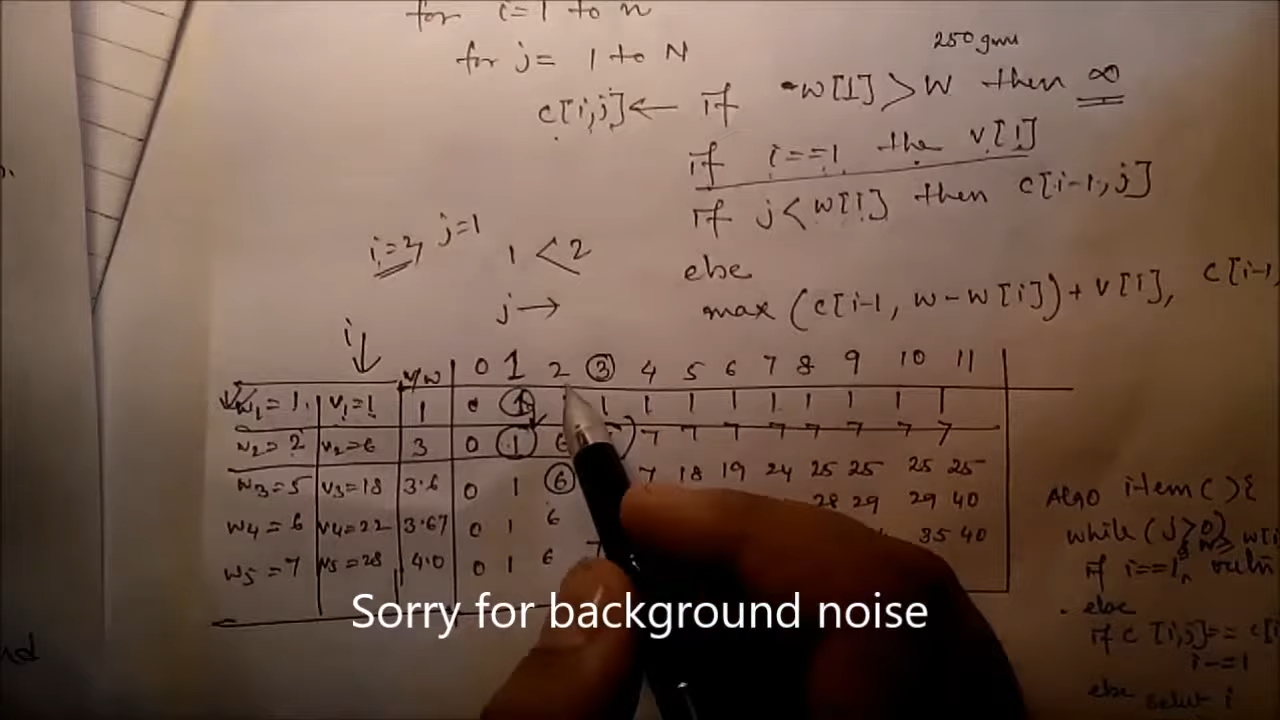 for i=1 to n
for j= 1 to N
250 gms
c[i,j]← if w[1]>W then ∞
if i==1 the v[1]
if j<w[i] then c[i-1,j]
else
max (c[i-1, w-w[i])+v[i], c[i-1,
i=2, j=1
1 < 2
j →
i
v/w 0 1 2 3 4 5 6 7 8 9 10 11
w1=1. v1=1 1 0 1 1 1 1 1 1 1 1 1 1
w2=2 v2=6 3 0 1 6 7 7 7 7 7 7 7 7
w3=5 v3=18 3.6 0 1 6 7 18 19 24 25 25 25 25
w4=6 v4=22 3.67 0 1 6 28 29 29 40
w5=7 v5=28 4.0 0 1 6 7 35 40
Algo item(){
while (j>0)
if i==1, return
else
if c[i,j]== c[i
i-=1
else select i
nd
Sorry for background noise